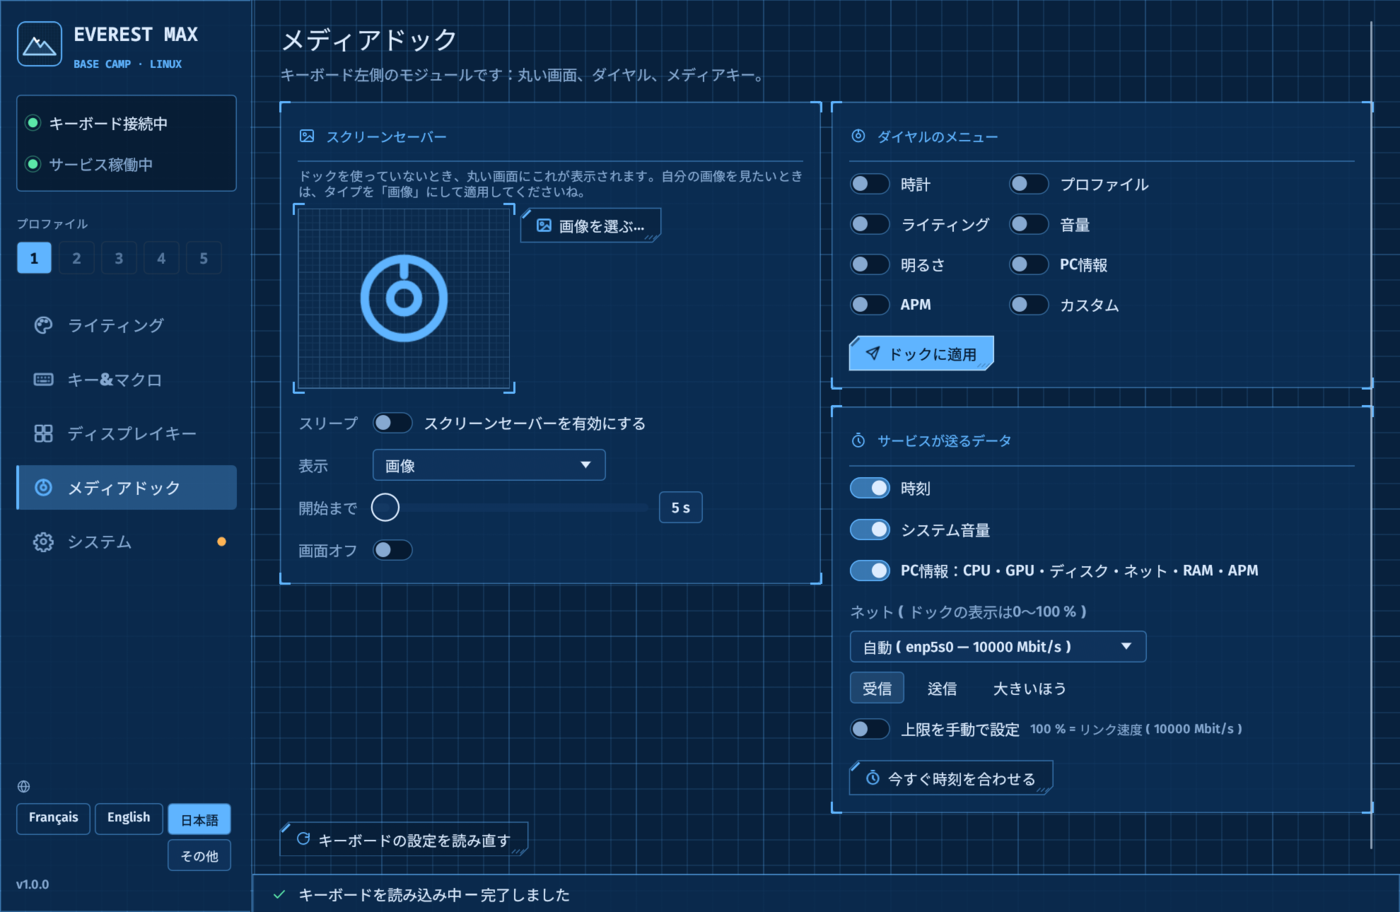 EVEREST MAX
BASE CAMP · LINUX
キーボード接続中
サービス稼働中
プロファイル
1 2 3 4 5
ライティング
キー&マクロ
ディスプレイキー
メディアドック
システム
Français English 日本語
その他
v1.0.0
メディアドック
キーボード左側のモジュールです：丸い画面、ダイヤル、メディアキー。
スクリーンセーバー
ドックを使っていないとき、丸い画面にこれが表示されます。自分の画像を見たいとき
は、タイプを「画像」にして適用してくださいね。
画像を選ぶ…
スリープ スクリーンセーバーを有効にする
表示 画像
開始まで 5 s
画面オフ
キーボードの設定を読み直す
ダイヤルのメニュー
時計 プロファイル
ライティング 音量
明るさ PC情報
APM カスタム
ドックに適用
サービスが送るデータ
時刻
システム音量
PC情報：CPU・GPU・ディスク・ネット・RAM・APM
ネット ( ドックの表示は0〜100 % )
自動 ( enp5s0 — 10000 Mbit/s )
受信 送信 大きいほう
上限を手動で設定 100 % = リンク速度 ( 10000 Mbit/s )
今すぐ時刻を合わせる
キーボードを読み込み中 — 完了しました